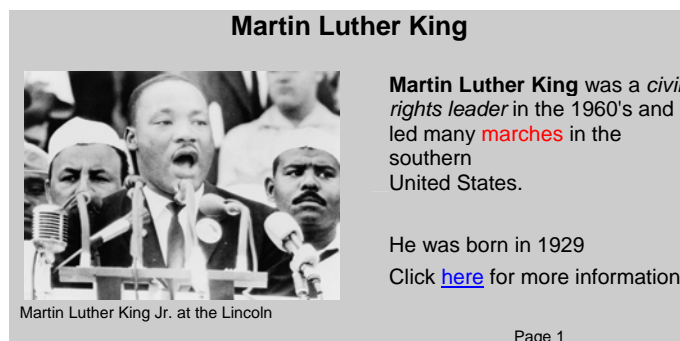 Martin Luther King
Martin Luther King was a civil
rights leader in the 1960's and
led many marches in the
southern
United States.
He was born in 1929
Click here for more information
Martin Luther King Jr. at the Lincoln
Page 1